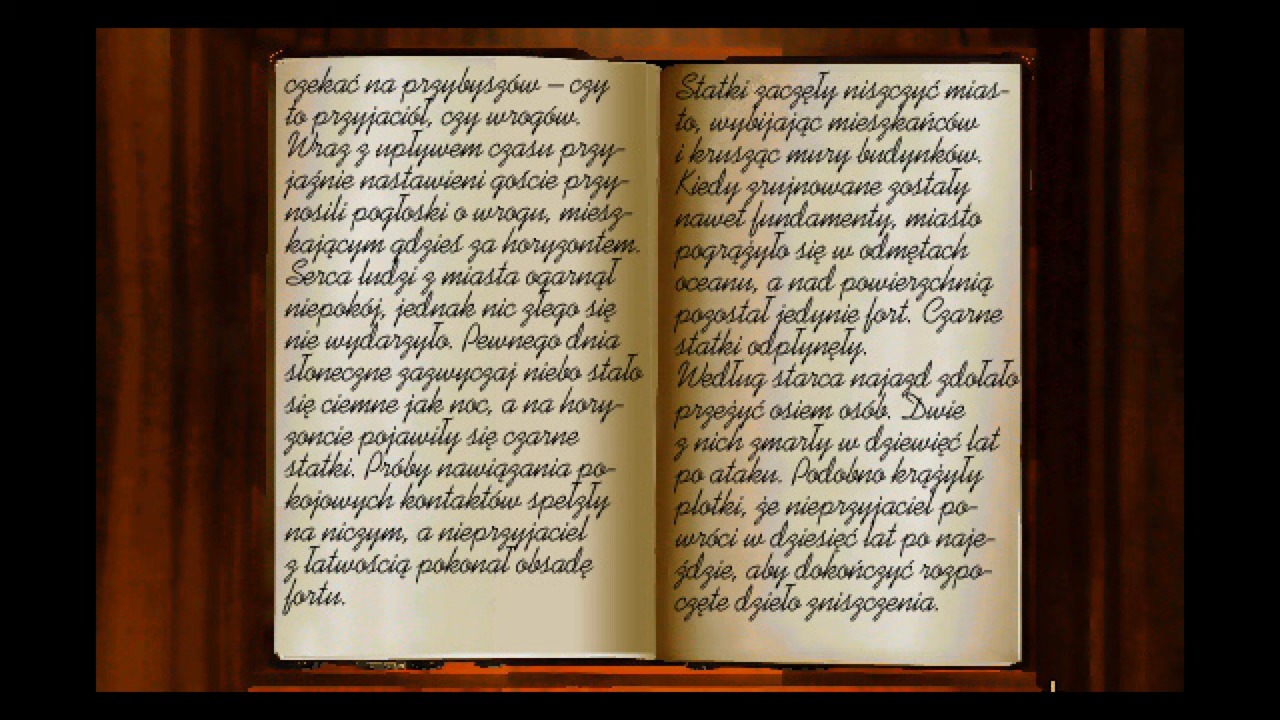 czekać na przybyszów – czy
to przyjaciół, czy wrogów.
Wraz z upływem czasu przy-
jaźnie nastawieni goście przy-
nosili pogłoski o wrogu, miesz-
kającym gdzieś za horyzontem.
Serca ludzi z miasta ogarnął
niepokój, jednak nic złego się
nie wydarzyło. Pewnego dnia
słoneczne zazwyczaj niebo stało
się ciemne jak noc, a na hory-
zoncie pojawiły się czarne
statki. Próby nawiązania po-
kojowych kontaktów spełzły
na niczym, a nieprzyjaciel
z łatwością pokonał obsadę
fortu.
Statki zaczęły niszczyć mias-
to, wybijając mieszkańców
i krusząc mury budynków.
Kiedy zrujnowane zostały
nawet fundamenty, miasto
pogrążyło się w odmętach
oceanu, a nad powierzchnią
pozostał jedynie fort. Czarne
statki odpłynęły.
Według starca najazd zdołało
przeżyć osiem osób. Dwie
z nich zmarły w dziewięć lat
po ataku. Podobno krążyły
plotki, że nieprzyjaciel po-
wróci w dziesięć lat po naje-
ździe, aby dokończyć rozpo-
częte dzieło zniszczenia.